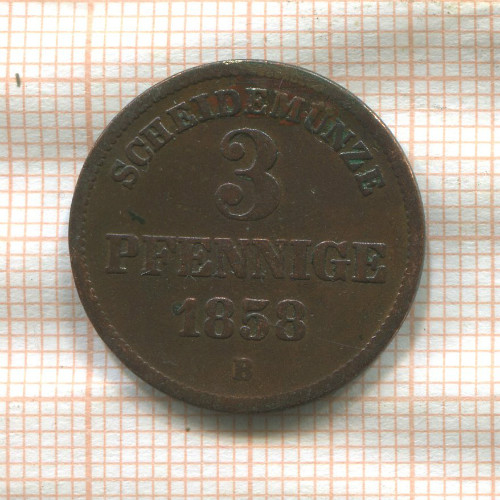 SCHEIDEMÜNZE
3
PFENNIGE
1858
B